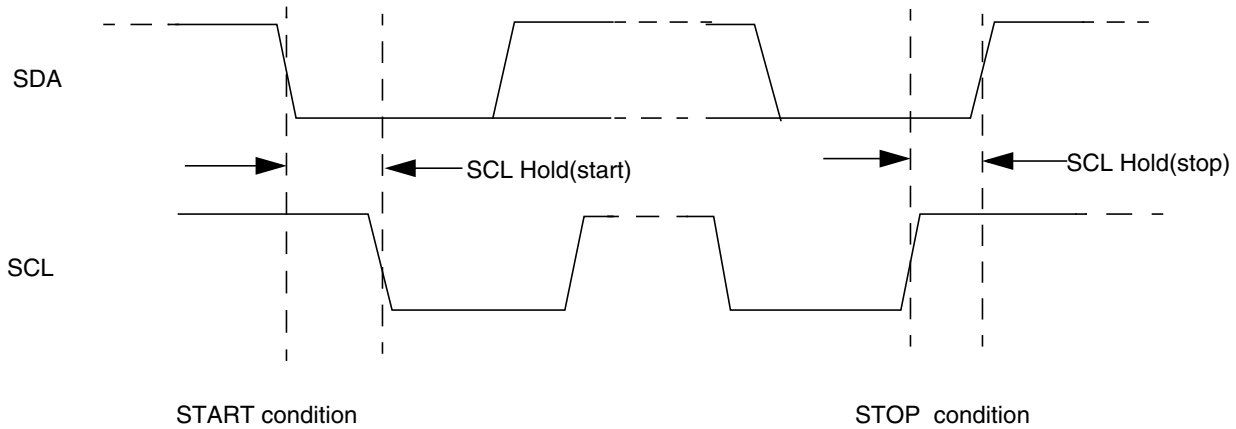 SDA
SCL Hold(start)
SCL Hold(stop)
SCL
START condition
STOP condition